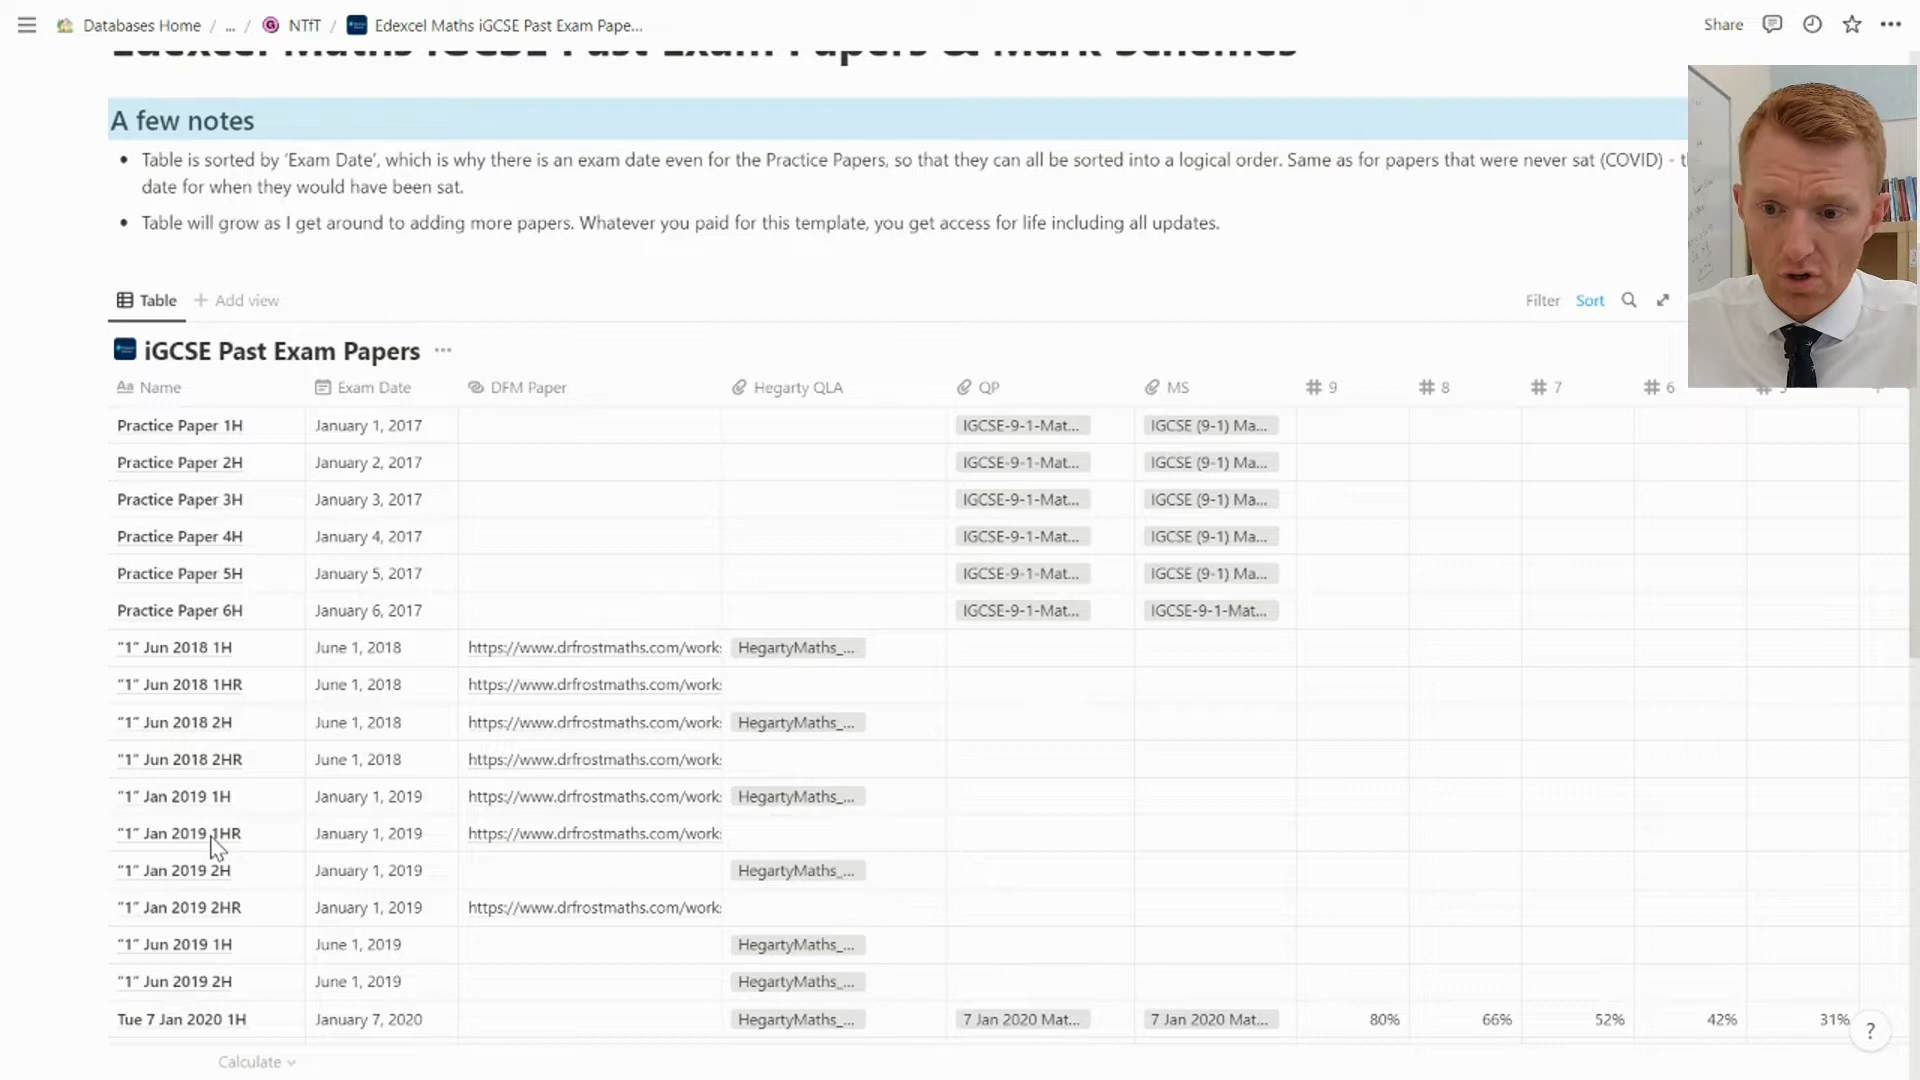 Databases Home / ... / NTfT / Edexcel Maths iGCSE Past Exam Pape...
Share
Edexcel Maths iGCSE Past Exam Papers & Mark Schemes
A few notes
• Table is sorted by ‘Exam Date’, which is why there is an exam date even for the Practice Papers, so that they can all be sorted into a logical order. Same as for papers that were never sat (COVID) -
date for when they would have been sat.
• Table will grow as I get around to adding more papers. Whatever you paid for this template, you get access for life including all updates.
Table + Add view Filter Sort
iGCSE Past Exam Papers ...
Aa Name Exam Date DFM Paper Hegarty QLA QP MS # 9 # 8 # 7 # 6
Practice Paper 1H January 1, 2017 IGCSE-9-1-Mat... IGCSE (9-1) Ma...
Practice Paper 2H January 2, 2017 IGCSE-9-1-Mat... IGCSE (9-1) Ma...
Practice Paper 3H January 3, 2017 IGCSE-9-1-Mat... IGCSE (9-1) Ma...
Practice Paper 4H January 4, 2017 IGCSE-9-1-Mat... IGCSE (9-1) Ma...
Practice Paper 5H January 5, 2017 IGCSE-9-1-Mat... IGCSE (9-1) Ma...
Practice Paper 6H January 6, 2017 IGCSE-9-1-Mat... IGCSE-9-1-Mat...
“1” Jun 2018 1H June 1, 2018 https://www.drfrostmaths.com/work: HegartyMaths_...
“1” Jun 2018 1HR June 1, 2018 https://www.drfrostmaths.com/work:
“1” Jun 2018 2H June 1, 2018 https://www.drfrostmaths.com/work: HegartyMaths_...
“1” Jun 2018 2HR June 1, 2018 https://www.drfrostmaths.com/work:
“1” Jan 2019 1H January 1, 2019 https://www.drfrostmaths.com/work: HegartyMaths_...
“1” Jan 2019 1HR January 1, 2019 https://www.drfrostmaths.com/work:
“1” Jan 2019 2H January 1, 2019 HegartyMaths_...
“1” Jan 2019 2HR January 1, 2019 https://www.drfrostmaths.com/work:
“1” Jun 2019 1H June 1, 2019 HegartyMaths_...
“1” Jun 2019 2H June 1, 2019 HegartyMaths_...
Tue 7 Jan 2020 1H January 7, 2020 HegartyMaths_... 7 Jan 2020 Mat... 7 Jan 2020 Mat... 80% 66% 52% 42% 31%
Calculate
?